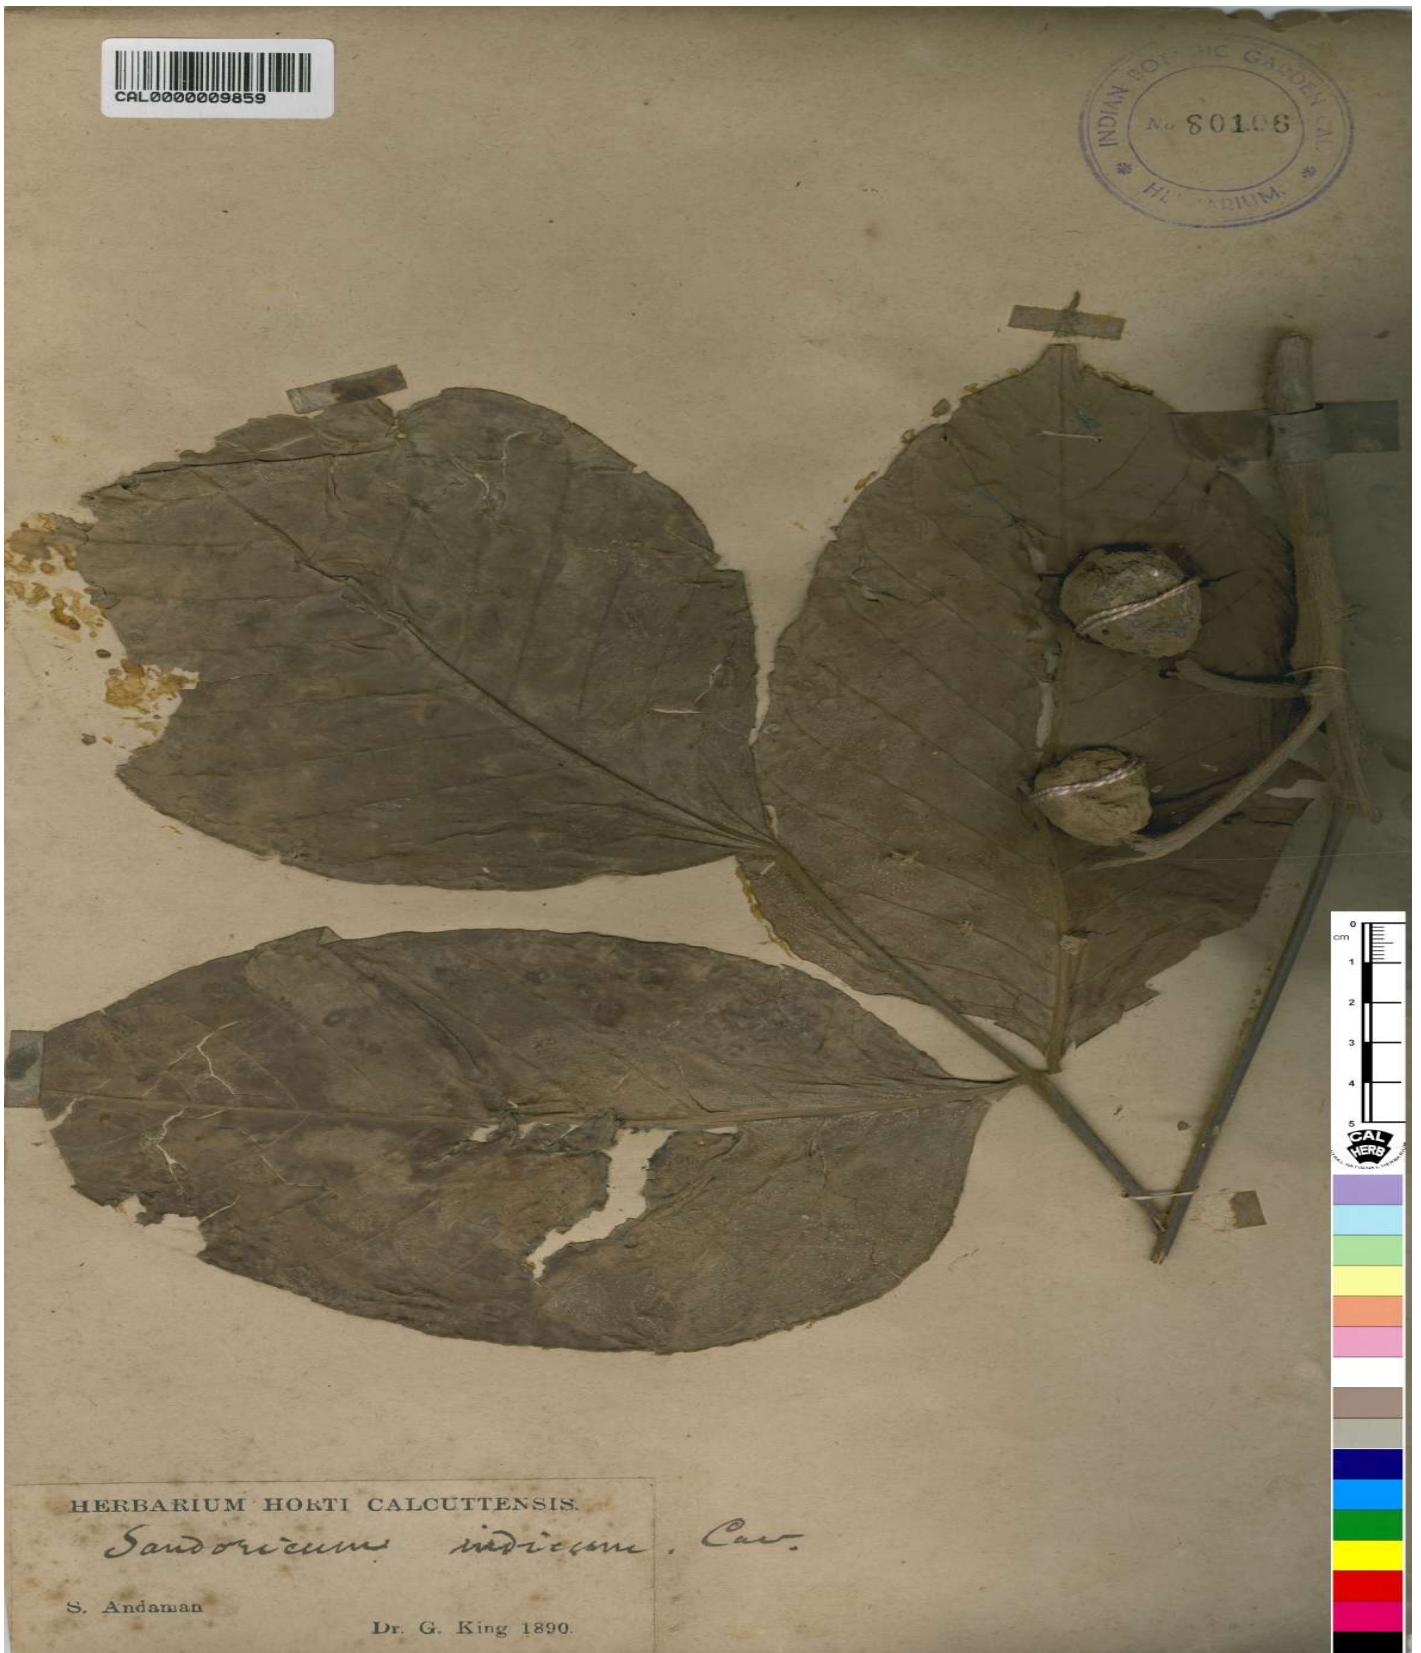 CAL0000009859
INDIAN BOTANIC GARDEN CAL.
No 80106
HERBARIUM.
0
cm
1
2
3
4
5
CAL
HERB
HERBARIUM HORTI CALCUTTENSIS.
Sandoricum indicum. Cav.
S. Andaman
Dr. G. King 1890.